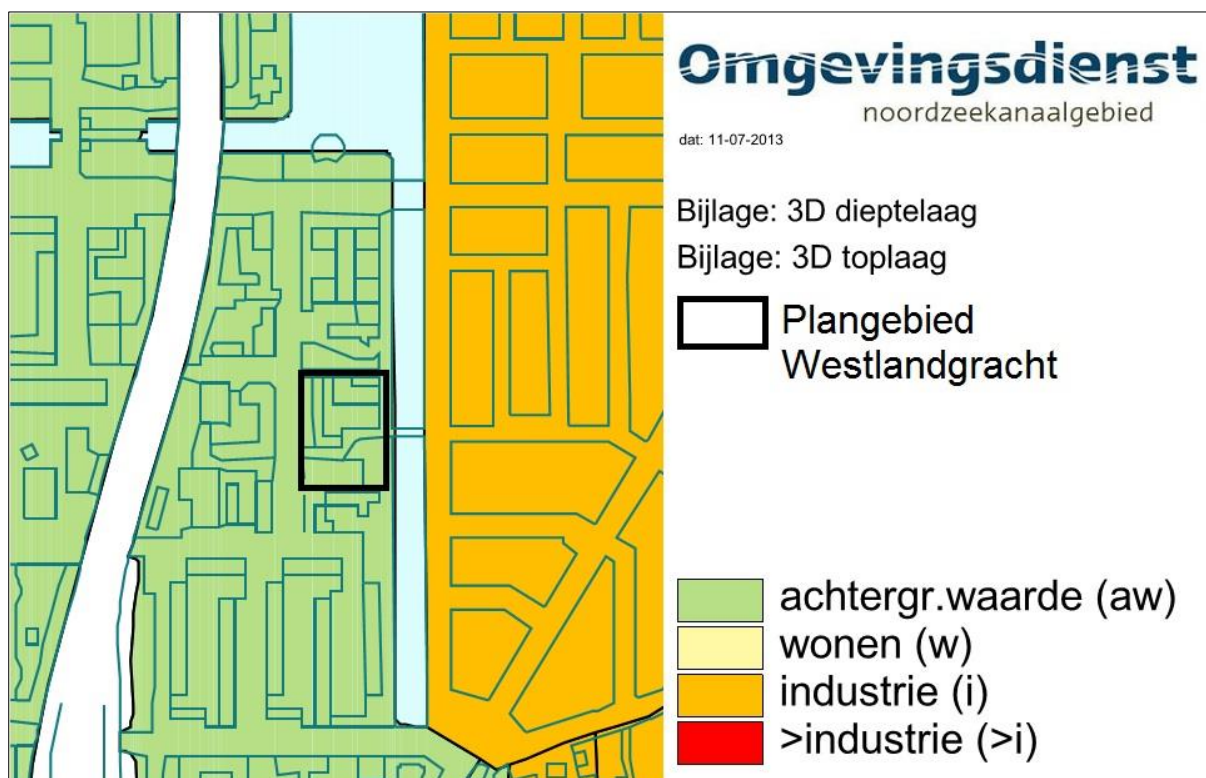 Omgevingsdienst
noordzeekanaalgebied
dat: 11-07-2013
Bijlage: 3D dieptelaag
Bijlage: 3D toplaag
Plangebied
Westlandgracht
achtergr.waarde (aw)
wonen (w)
industrie (i)
>industrie (>i)